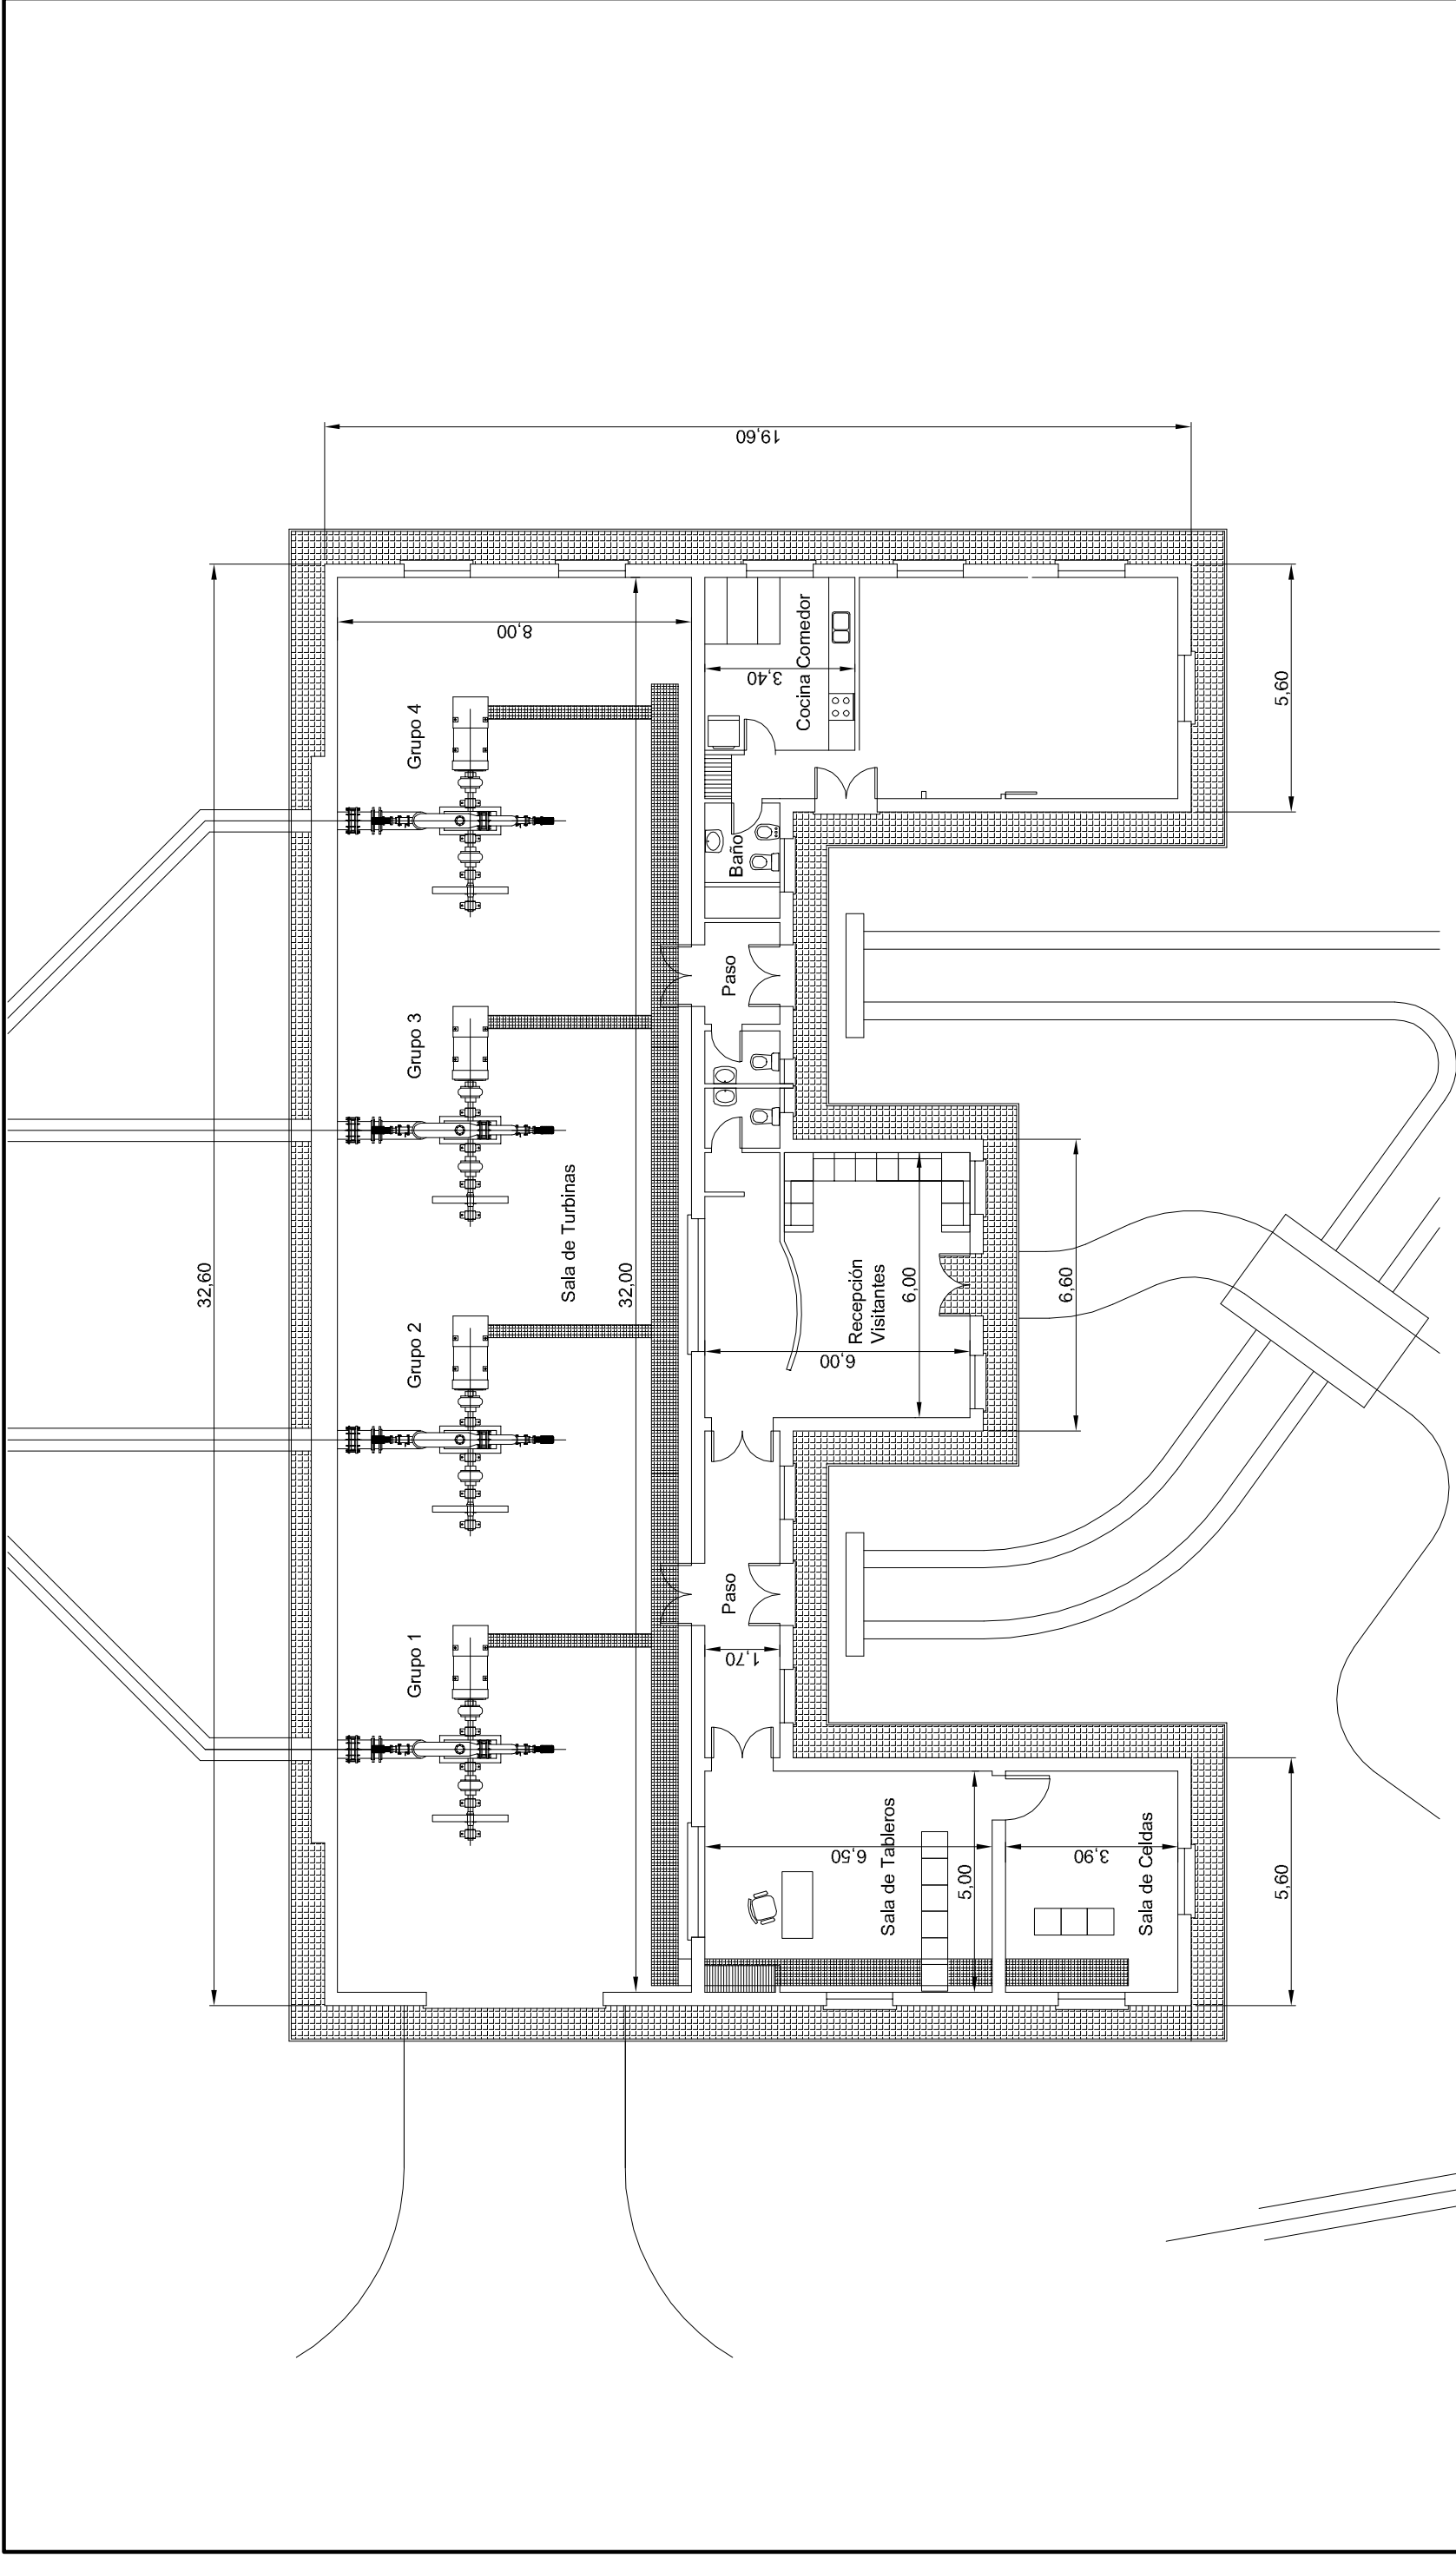 32,60
Grupo 1
Grupo 2
Grupo 3
Grupo 4
8,00
19,60
Sala de Turbinas
32,00
Paso
1,70
Paso
Baño
3,40
Cocina Comedor
6,50
Sala de Tableros
5,00
6,00
Recepción
Visitantes
6,00
6,60
3,90
Sala de Celdas
5,60
5,60